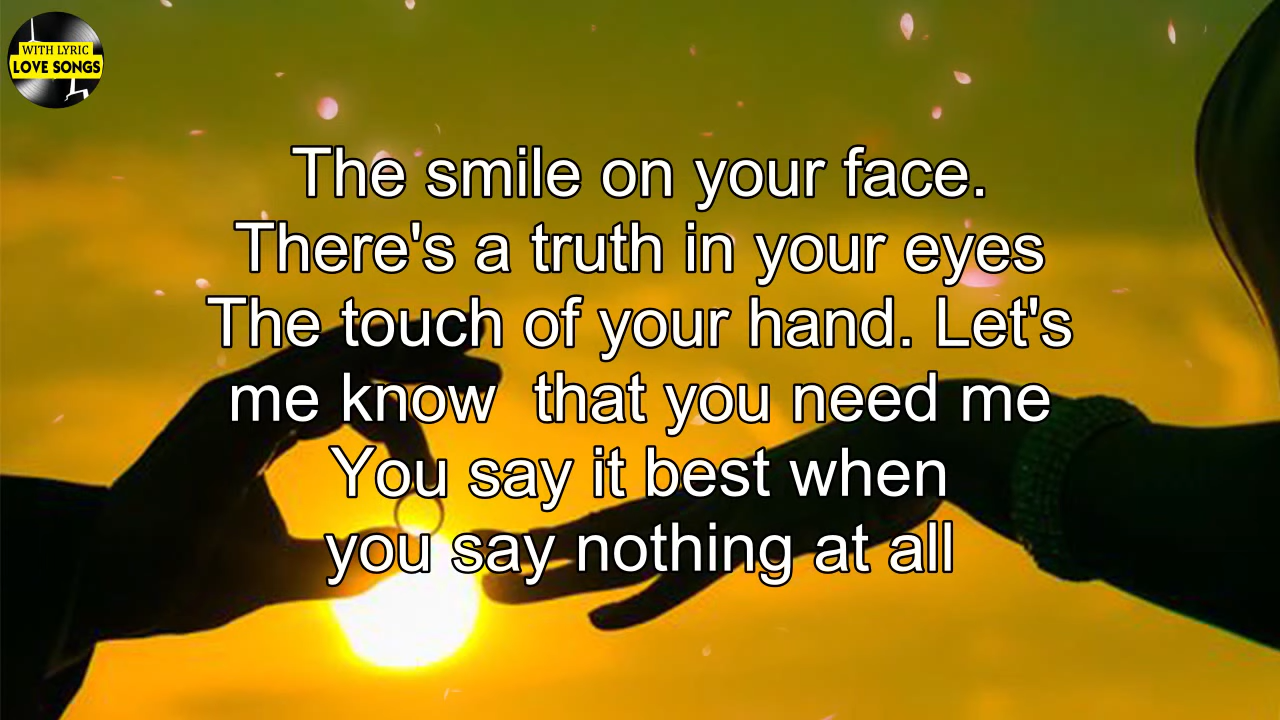 WITH LYRIC
LOVE SONGS
The smile on your face.
There's a truth in your eyes
The touch of your hand. Let's
me know  that you need me
You say it best when
you say nothing at all